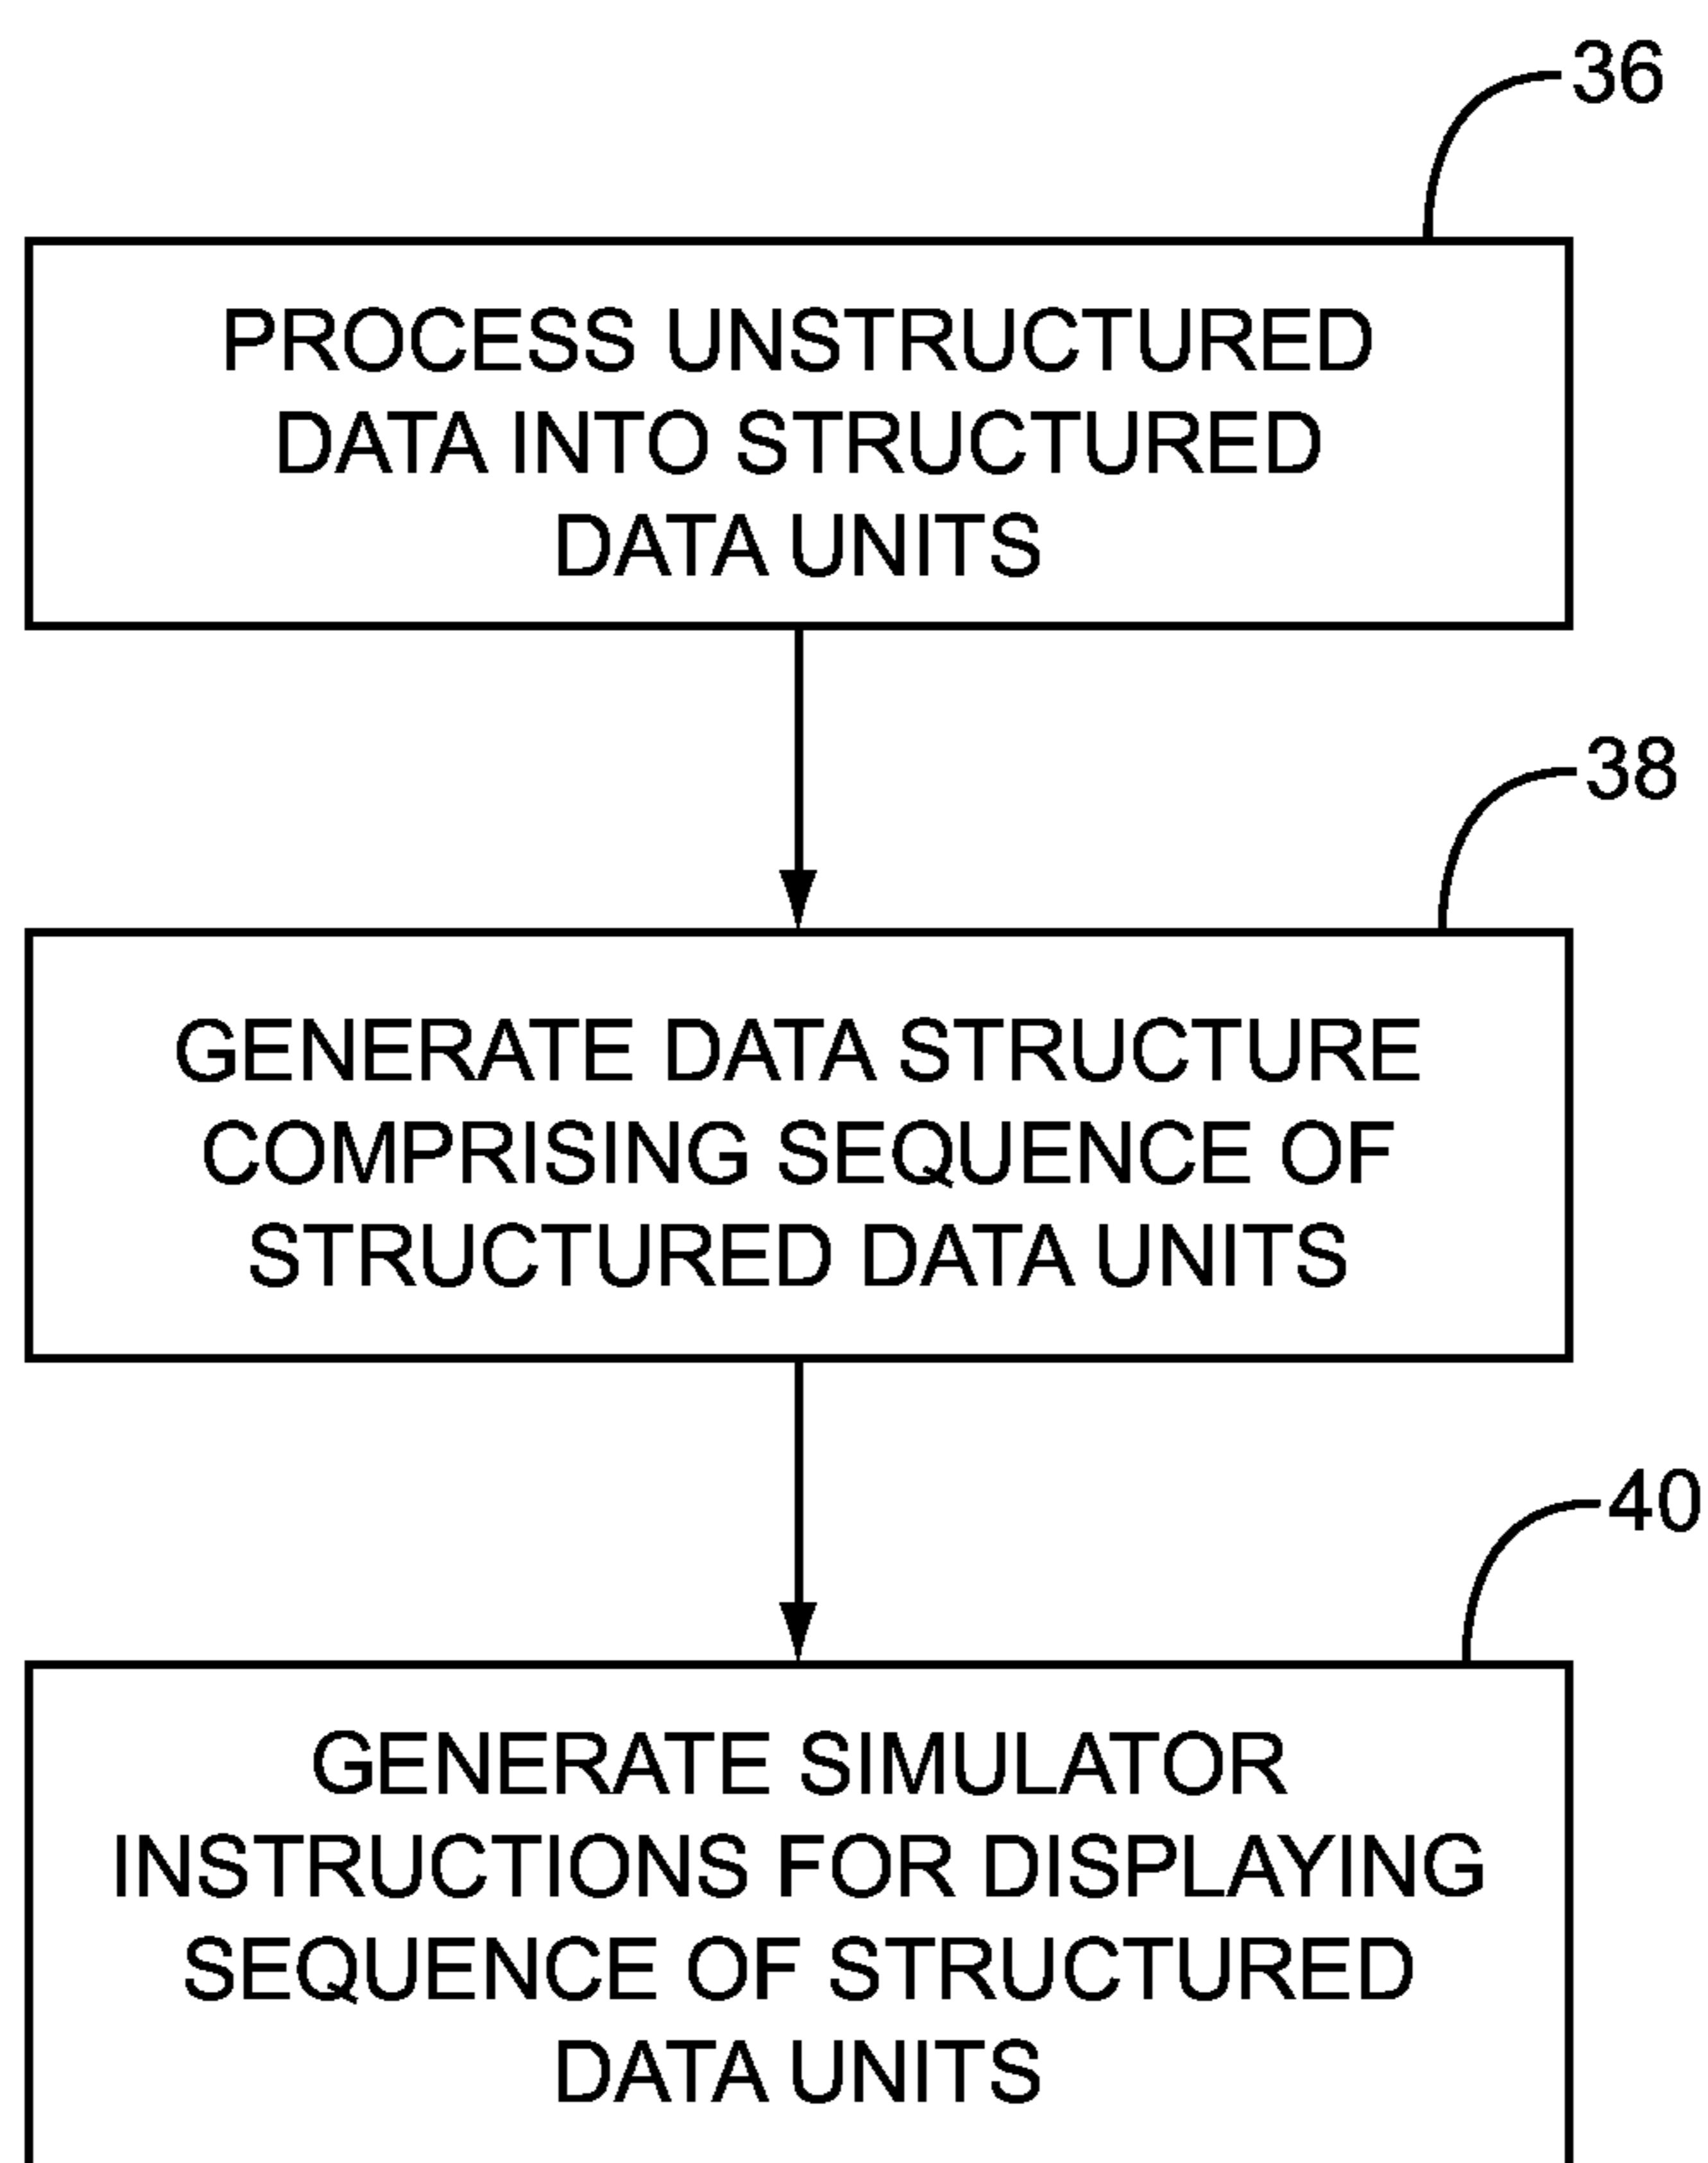 36
PROCESS UNSTRUCTURED
DATA INTO STRUCTURED
DATA UNITS
38
GENERATE DATA STRUCTURE
COMPRISING SEQUENCE OF
STRUCTURED DATA UNITS
40
GENERATE SIMULATOR
INSTRUCTIONS FOR DISPLAYING
SEQUENCE OF STRUCTURED
DATA UNITS